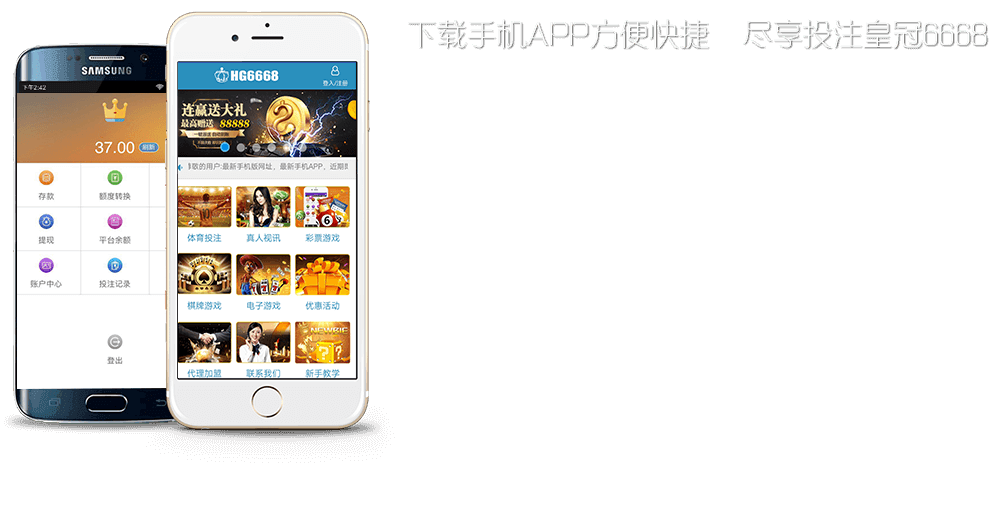 下载手机APP方便快捷 尽享投注皇冠6668
SAMSUNG
下午2:42
37.00 刷新
存款 额度转换
提现 平台余额
账户中心 投注记录
登出
HG6668
登入/注册
连赢送大礼
最高赠送 88888
尊敬的用户:最新手机版网址，最新手机APP，近期
体育投注 真人视讯 彩票游戏
棋牌游戏 电子游戏 优惠活动
代理加盟 联系我们 新手教学